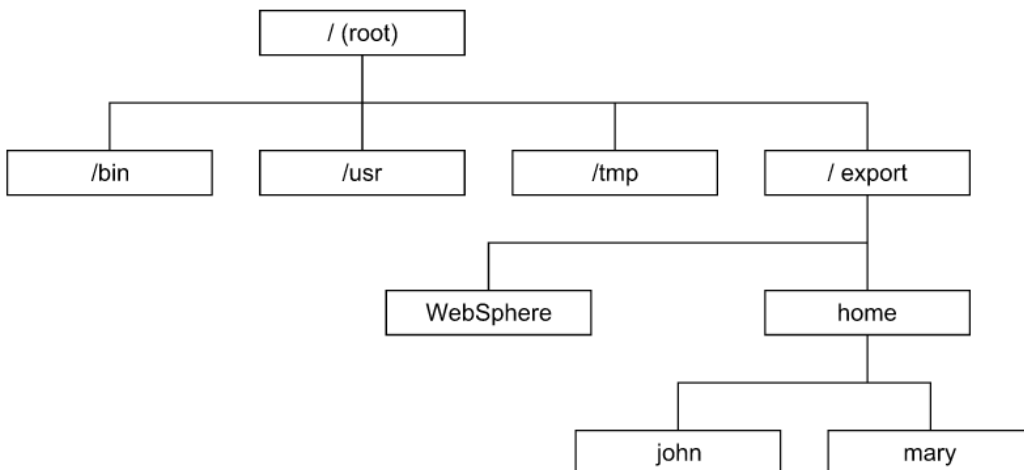 / (root)
/bin
/usr
/tmp
/ export
WebSphere
home
john
mary